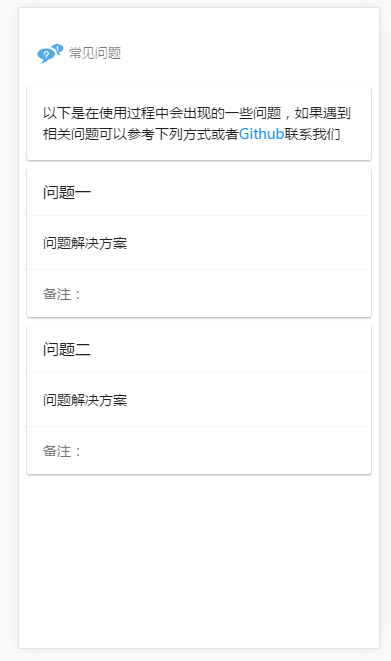 常见问题
以下是在使用过程中会出现的一些问题，如果遇到
相关问题可以参考下列方式或者Github联系我们
问题一
问题解决方案
备注：
问题二
问题解决方案
备注：